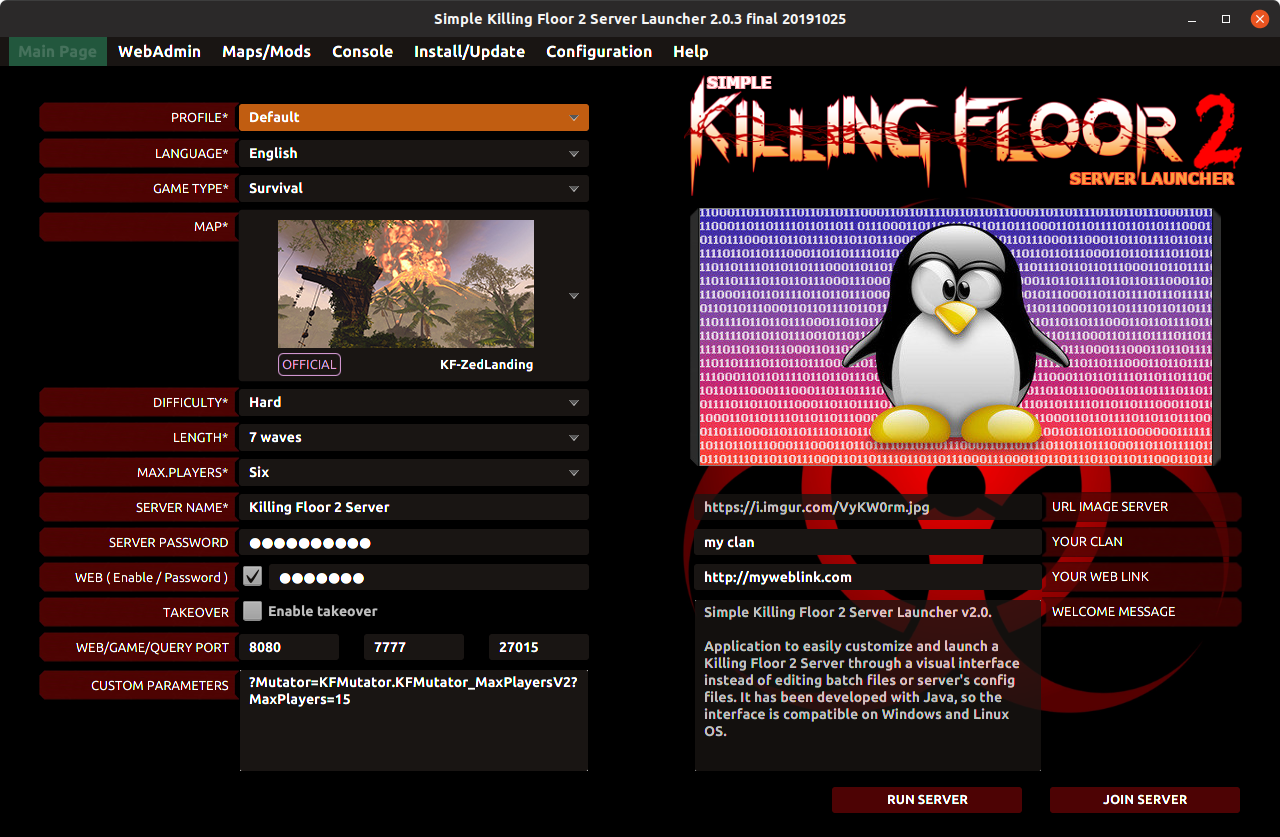 Simple Killing Floor 2 Server Launcher 2.0.3 final 20191025
Main Page WebAdmin Maps/Mods Console Install/Update Configuration Help
PROFILE* Default
LANGUAGE* English
GAME TYPE* Survival
MAP*
OFFICIAL KF-ZedLanding
DIFFICULTY* Hard
LENGTH* 7 waves
MAX.PLAYERS* Six
SERVER NAME* Killing Floor 2 Server
SERVER PASSWORD ●●●●●●●●●●
WEB ( Enable / Password ) ●●●●●●●
TAKEOVER Enable takeover
WEB/GAME/QUERY PORT 8080 7777 27015
CUSTOM PARAMETERS ?Mutator=KFMutator.KFMutator_MaxPlayersV2?
MaxPlayers=15
SIMPLE
KILLING FLOOR 2
SERVER LAUNCHER
https://i.imgur.com/VyKW0rm.jpg URL IMAGE SERVER
my clan YOUR CLAN
http://myweblink.com YOUR WEB LINK
Simple Killing Floor 2 Server Launcher v2.0. WELCOME MESSAGE
Application to easily customize and launch a
Killing Floor 2 Server through a visual interface
instead of editing batch files or server's config
files. It has been developed with Java, so the
interface is compatible on Windows and Linux
OS.
RUN SERVER JOIN SERVER